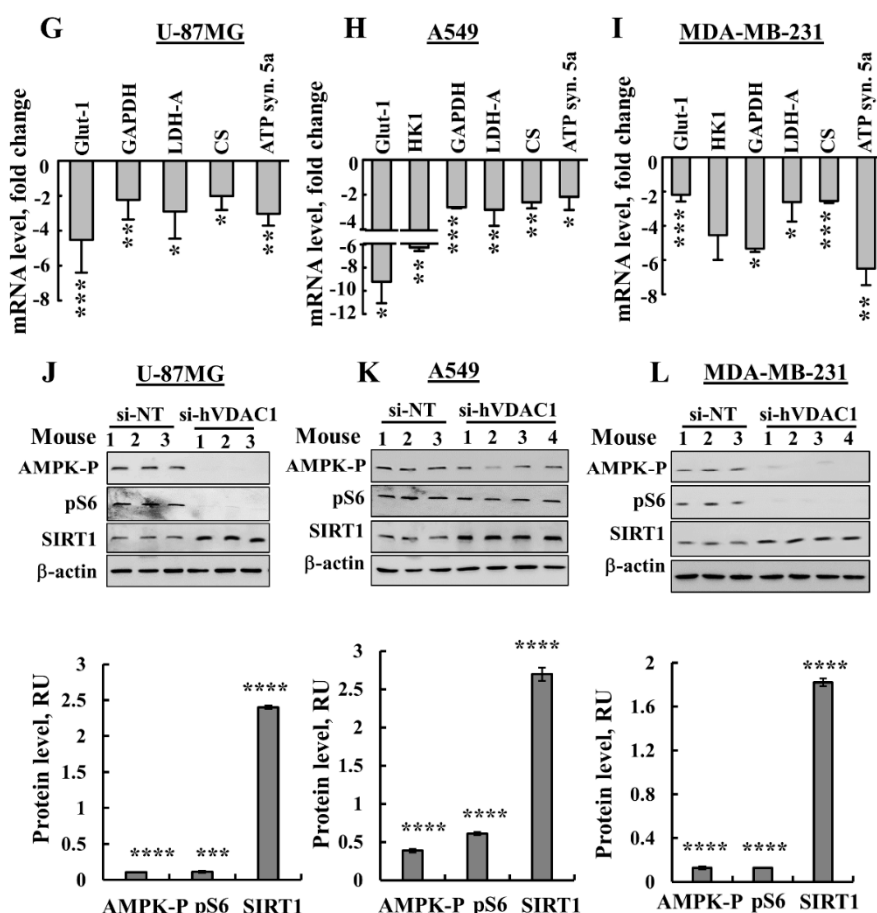 G U-87MG
mRNA level, fold change
Glut-1
GAPDH
LDH-A
CS
ATP syn. 5a
0
-2
-4
-6
-8
***
**
*
*
**
H A549
mRNA level, fold change
Glut-1
HK1
GAPDH
LDH-A
CS
ATP syn. 5a
0
-2
-4
-6
-8
-10
-12
*
**
***
**
**
*
I MDA-MB-231
mRNA level, fold change
Glut-1
HK1
GAPDH
LDH-A
CS
ATP syn. 5a
0
-2
-4
-6
-8
***
*
*
***
**
J U-87MG
si-NT si-hVDAC1
Mouse 1 2 3 1 2 3
AMPK-P
pS6
SIRT1
β-actin
K A549
si-NT si-hVDAC1
Mouse 1 2 3 1 2 3 4
AMPK-P
pS6
SIRT1
β-actin
L MDA-MB-231
si-NT si-hVDAC1
Mouse 1 2 3 1 2 3 4
AMPK-P
pS6
SIRT1
β-actin
Protein level, RU
3
2.5
2
1.5
1
0.5
0
**** *** ****
AMPK-P pS6 SIRT1
Protein level, RU
3
2.5
2
1.5
1
0.5
0
**** **** ****
AMPK-P pS6 SIRT1
Protein level, RU
2
1.6
1.2
0.8
0.4
0
**** **** ****
AMPK-P pS6 SIRT1